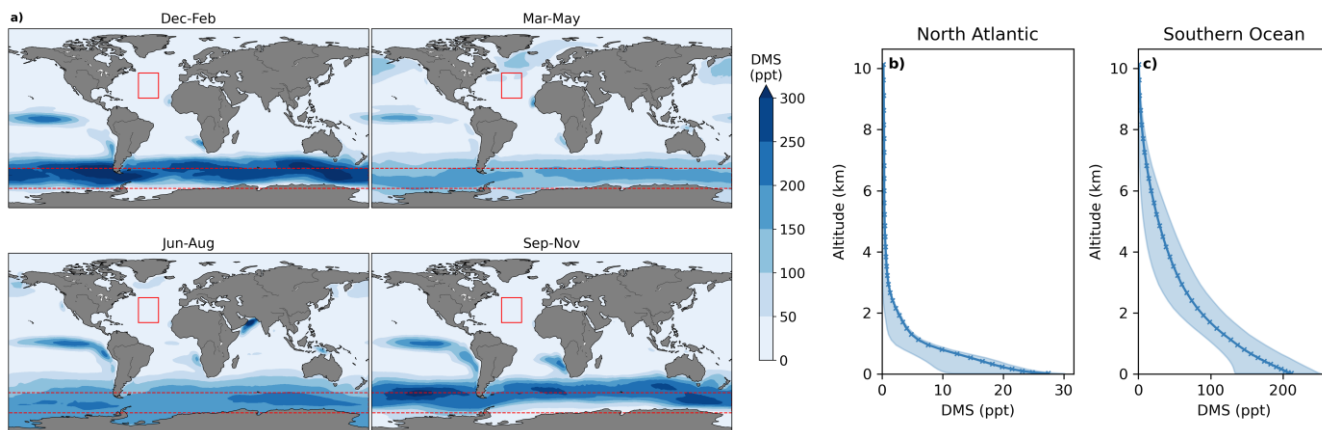 a)
Dec-Feb
Mar-May
Jun-Aug
Sep-Nov
DMS
(ppt)
300
250
200
150
100
50
0
North Atlantic
b)
Altitude (km)
10
8
6
4
2
0
0 10 20 30
DMS (ppt)
Southern Ocean
c)
Altitude (km)
10
8
6
4
2
0
0 100 200
DMS (ppt)